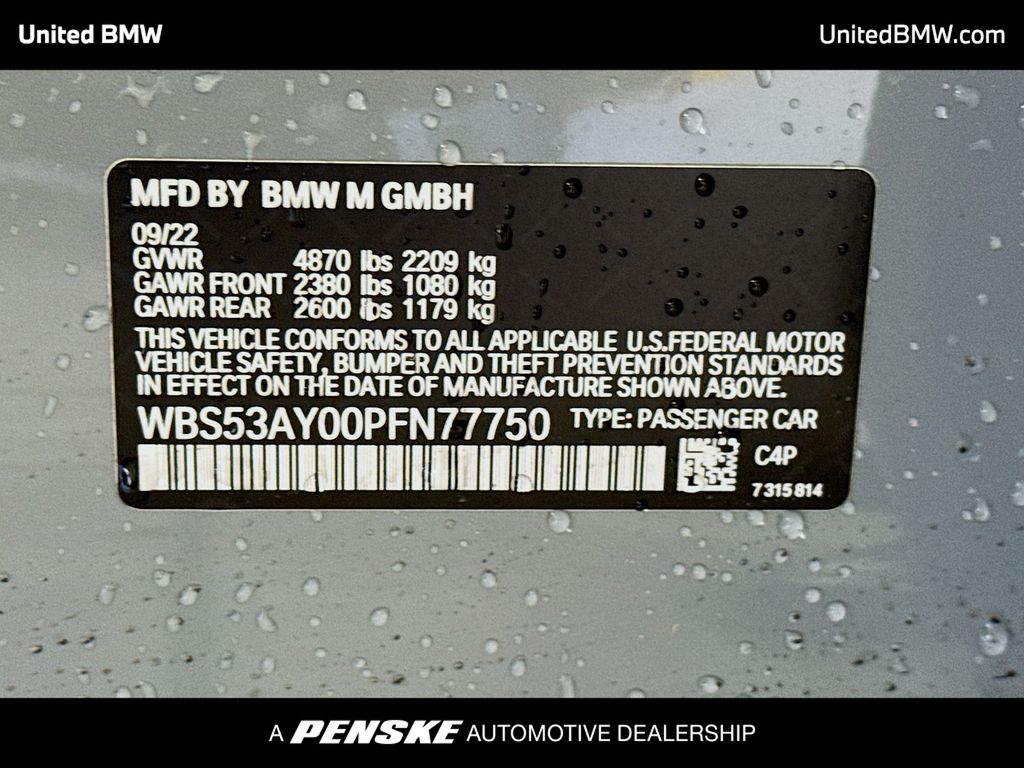 United BMW
UnitedBMW.com
MFD BY BMW M GMBH
09/22
GVWR 4870 lbs 2209 kg
GAWR FRONT 2380 lbs 1080 kg
GAWR REAR 2600 lbs 1179 kg
THIS VEHICLE CONFORMS TO ALL APPLICABLE U.S.FEDERAL MOTOR
VEHICLE SAFETY, BUMPER AND THEFT PREVENTION STANDARDS
IN EFFECT ON THE DATE OF MANUFACTURE SHOWN ABOVE.
WBS53AY00PFN77750 TYPE: PASSENGER CAR
C4P
7 315 814
A PENSKE AUTOMOTIVE DEALERSHIP